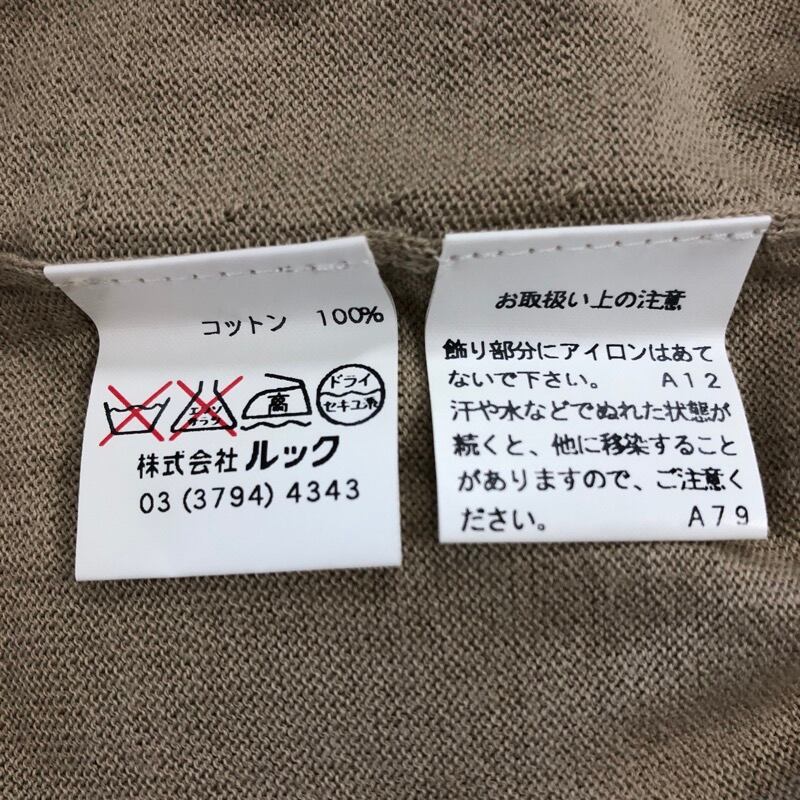 コットン 100%
エンソ
サラシ
高
ドライ
セキユ系
株式会社 ルック
03 (3794) 4343
お取扱い上の注意
飾り部分にアイロンはあて
ないで下さい。 A12
汗や水などでぬれた状態が
続くと、他に移染すること
がありますので、ご注意く
ださい。 A79